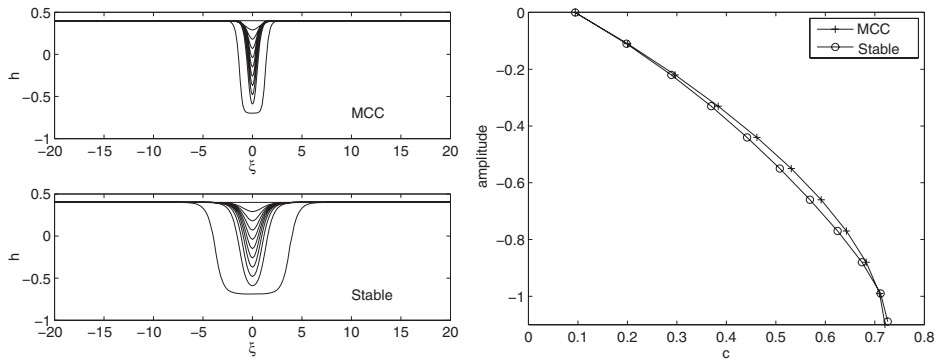 0.5
0
−0.5
−1
h
MCC
−20 −15 −10 −5 0 5 10 15 20
ξ
0.5
0
−0.5
−1
h
Stable
−20 −15 −10 −5 0 5 10 15 20
ξ
0
−0.2
−0.4
−0.6
−0.8
−1
amplitude
MCC
Stable
0 0.1 0.2 0.3 0.4 0.5 0.6 0.7 0.8
c